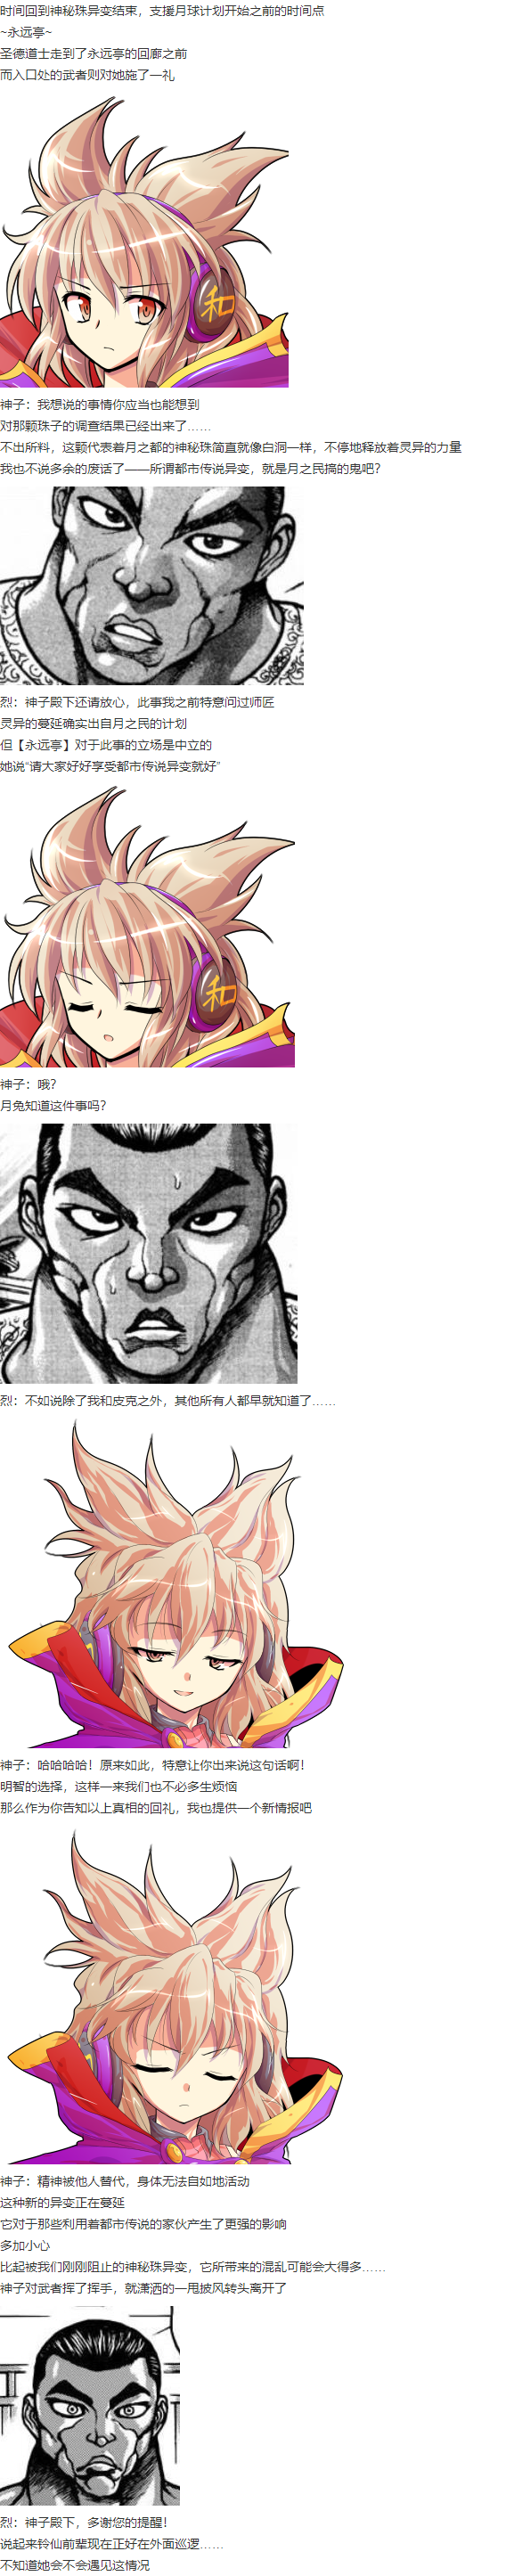 时间回到神秘珠异变结束，支援月球计划开始之前的时间点
~永远亭~
圣德道士走到了永远亭的回廊之前
而入口处的武者则对她施了一礼
和
神子：我想说的事情你应当也能想到
对那颗珠子的调查结果已经出来了……
不出所料，这颗代表着月之都的神秘珠简直就像白洞一样，不停地释放着灵异的力量
我也不说多余的废话了——所谓都市传说异变，就是月之民搞的鬼吧？
烈：神子殿下还请放心，此事我之前特意问过师匠
灵异的蔓延确实出自月之民的计划
但【永远亭】对于此事的立场是中立的
她说“请大家好好享受都市传说异变就好”
和
神子：哦？
月兔知道这件事吗？
烈：不如说除了我和皮克之外，其他所有人都早就知道了……
神子：哈哈哈哈！原来如此，特意让你出来说这句话啊！
明智的选择，这样一来我们也不必多生烦恼
那么作为你告知以上真相的回礼，我也提供一个新情报吧
神子：精神被他人替代，身体无法自如地活动
这种新的异变正在蔓延
它对于那些利用着都市传说的家伙产生了更强的影响
多加小心
比起被我们刚刚阻止的神秘珠异变，它所带来的混乱可能会大得多……
神子对武者挥了挥手，就潇洒的一甩披风转头离开了
烈：神子殿下，多谢您的提醒！
说起来铃仙前辈现在正好在外面巡逻……
不知道她会不会遇见这情况